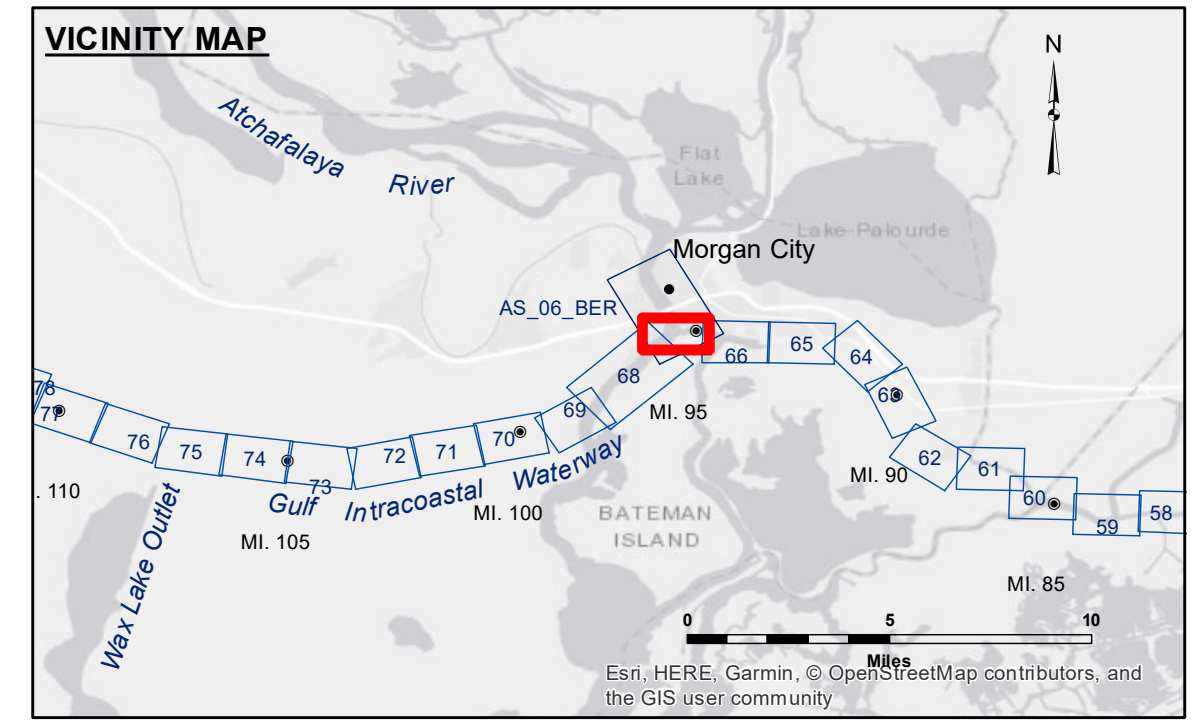 VICINITY MAP
N
Atchafalaya
River
Flat
Lake
Lake Palourde
Morgan City
AS_06_BER
66
65
64
68
63
MI. 95
69
78
77
76
75
74
73
72
71
70
62
61
60
59
58
MI. 90
. 110
Gulf Intracoastal Waterway
MI. 100
MI. 105
BATEMAN
ISLAND
Wax Lake Outlet
MI. 85
0 5 10
Miles
Esri, HERE, Garmin, © OpenStreetMap contributors, and
the GIS user community